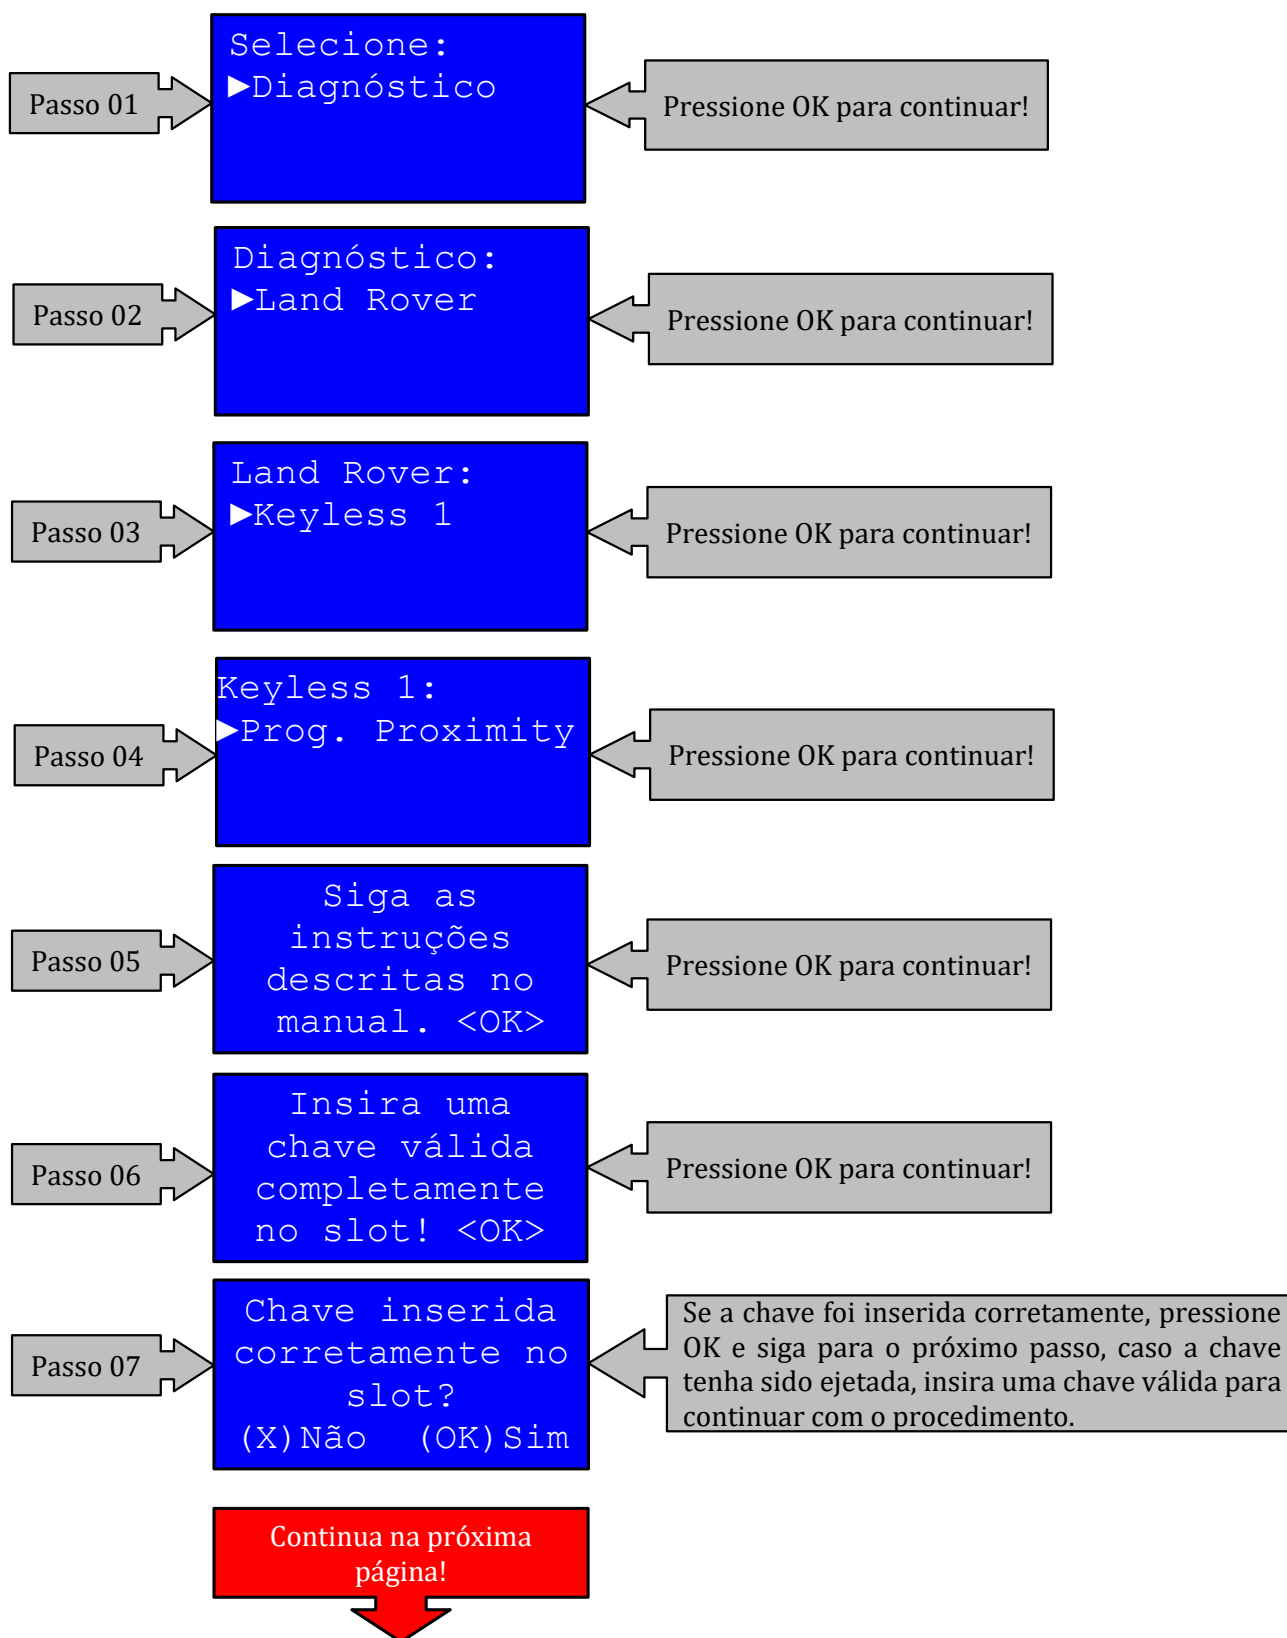 Selecione:
►Diagnóstico
Passo 01
Pressione OK para continuar!
Diagnóstico:
►Land Rover
Passo 02
Pressione OK para continuar!
Land Rover:
►Keyless 1
Passo 03
Pressione OK para continuar!
Keyless 1:
►Prog. Proximity
Passo 04
Pressione OK para continuar!
Siga as
instruções
descritas no
manual. <OK>
Passo 05
Pressione OK para continuar!
Insira uma
chave válida
completamente
no slot! <OK>
Passo 06
Pressione OK para continuar!
Chave inserida
corretamente no
slot?
(X)Não (OK)Sim
Passo 07
Se a chave foi inserida corretamente, pressione
OK e siga para o próximo passo, caso a chave
tenha sido ejetada, insira uma chave válida para
continuar com o procedimento.
Continua na próxima
página!